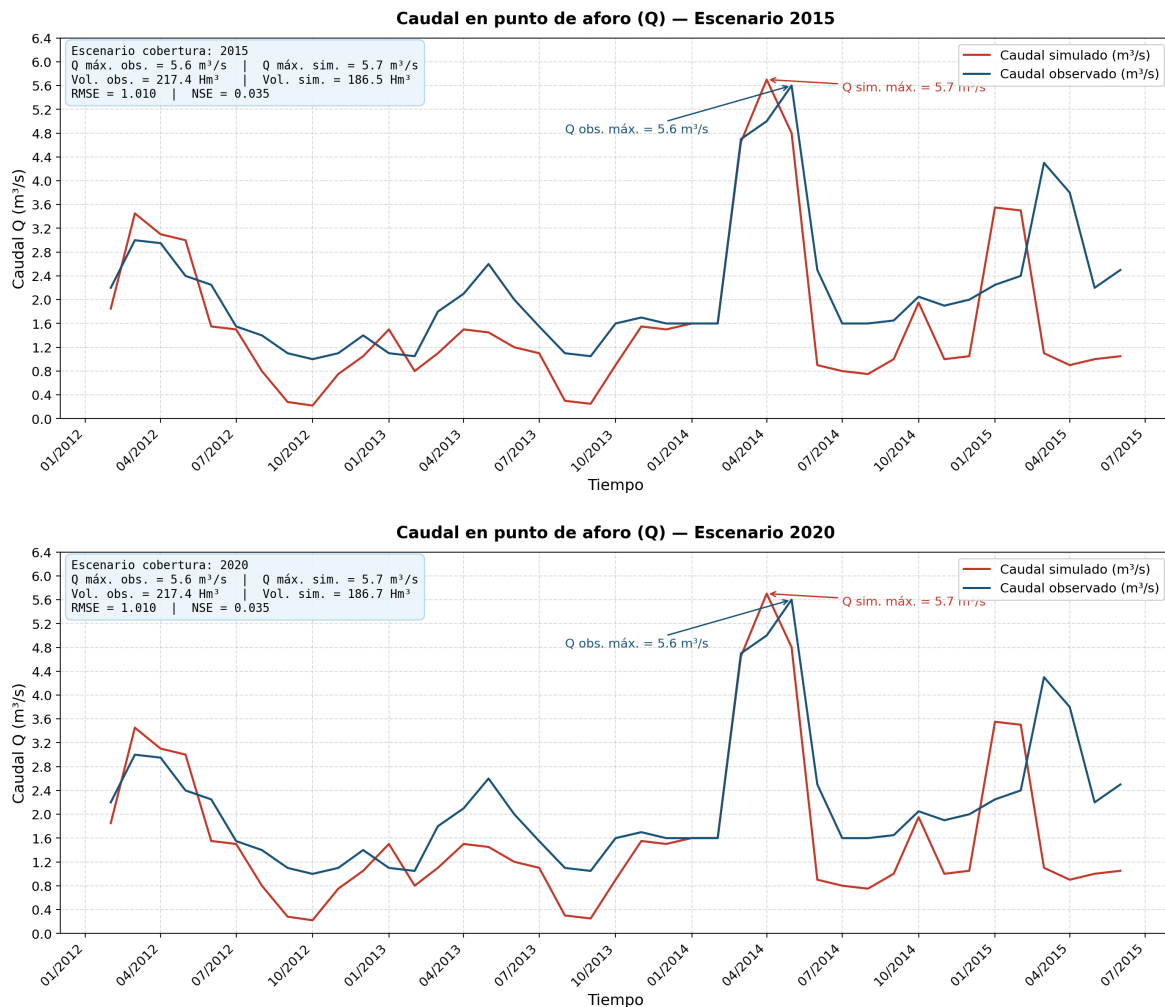 Caudal en punto de aforo (Q) — Escenario 2015
Escenario cobertura: 2015
Q máx. obs. = 5.6 m³/s | Q máx. sim. = 5.7 m³/s
Vol. obs. = 217.4 Hm³ | Vol. sim. = 186.5 Hm³
RMSE = 1.010 | NSE = 0.035
Caudal simulado (m³/s)
Caudal observado (m³/s)
Q sim. máx. = 5.7 m³/s
Q obs. máx. = 5.6 m³/s
Caudal Q (m³/s)
6.4
6.0
5.6
5.2
4.8
4.4
4.0
3.6
3.2
2.8
2.4
2.0
1.6
1.2
0.8
0.4
0.0
01/2012 04/2012 07/2012 10/2012 01/2013 04/2013 07/2013 10/2013 01/2014 04/2014 07/2014 10/2014 01/2015 04/2015 07/2015
Tiempo
Caudal en punto de aforo (Q) — Escenario 2020
Escenario cobertura: 2020
Q máx. obs. = 5.6 m³/s | Q máx. sim. = 5.7 m³/s
Vol. obs. = 217.4 Hm³ | Vol. sim. = 186.7 Hm³
RMSE = 1.010 | NSE = 0.035
Caudal simulado (m³/s)
Caudal observado (m³/s)
Q sim. máx. = 5.7 m³/s
Q obs. máx. = 5.6 m³/s
Caudal Q (m³/s)
6.4
6.0
5.6
5.2
4.8
4.4
4.0
3.6
3.2
2.8
2.4
2.0
1.6
1.2
0.8
0.4
0.0
01/2012 04/2012 07/2012 10/2012 01/2013 04/2013 07/2013 10/2013 01/2014 04/2014 07/2014 10/2014 01/2015 04/2015 07/2015
Tiempo